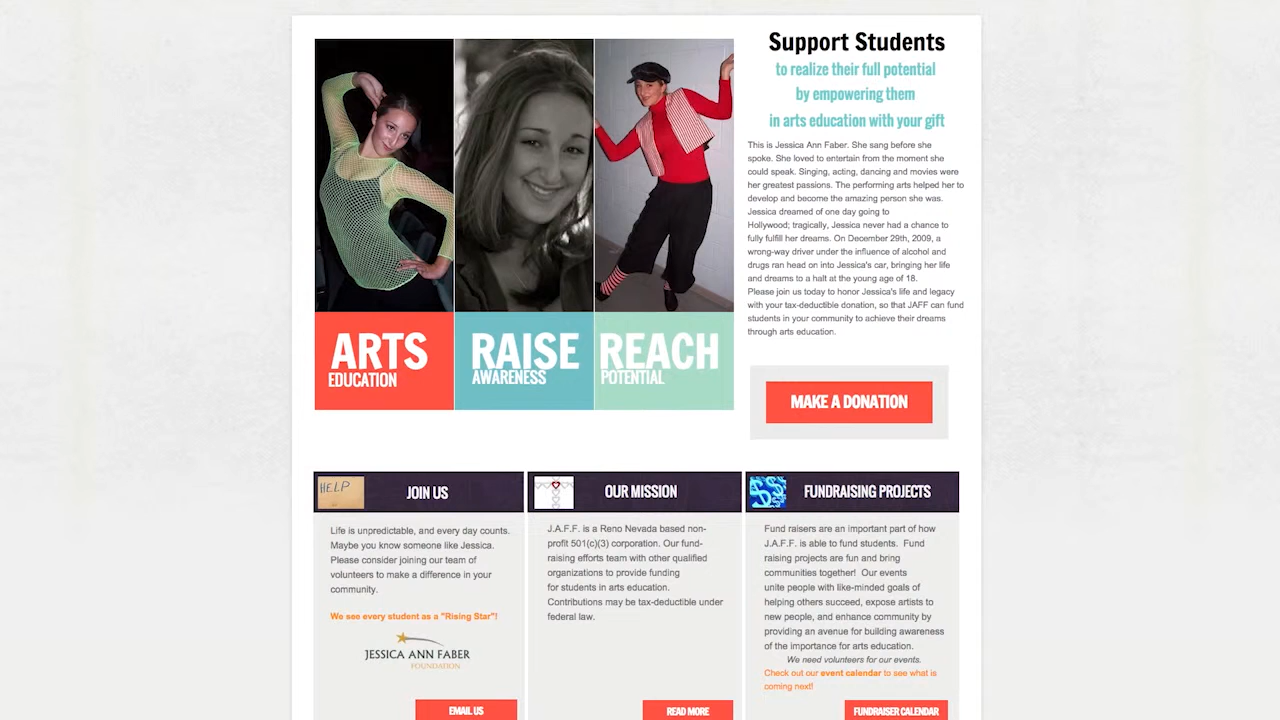 Support Students
to realize their full potential
by empowering them
in arts education with your gift
This is Jessica Ann Faber. She sang before she
spoke. She loved to entertain from the moment she
could speak. Singing, acting, dancing and movies were
her greatest passions. The performing arts helped her to
develop and become the amazing person she was.
Jessica dreamed of one day going to
Hollywood; tragically, Jessica never had a chance to
fully fulfill her dreams. On December 29th, 2009, a
wrong-way driver under the influence of alcohol and
drugs ran head on into Jessica's car, bringing her life
and dreams to a halt at the young age of 18.
Please join us today to honor Jessica's life and legacy
with your tax-deductible donation, so that JAFF can fund
students in your community to achieve their dreams
through arts education.
ARTS
EDUCATION
RAISE
AWARENESS
REACH
POTENTIAL
MAKE A DONATION
HELP
JOIN US
Life is unpredictable, and every day counts.
Maybe you know someone like Jessica.
Please consider joining our team of
volunteers to make a difference in your
community.
We see every student as a "Rising Star"!
JESSICA ANN FABER
FOUNDATION
EMAIL US
OUR MISSION
J.A.F.F. is a Reno Nevada based non-
profit 501(c)(3) corporation. Our fund-
raising efforts team with other qualified
organizations to provide funding
for students in arts education.
Contributions may be tax-deductible under
federal law.
READ MORE
FUNDRAISING PROJECTS
Fund raisers are an important part of how
J.A.F.F. is able to fund students.  Fund
raising projects are fun and bring
communities together!  Our events
unite people with like-minded goals of
helping others succeed, expose artists to
new people, and enhance community by
providing an avenue for building awareness
of the importance for arts education.
We need volunteers for our events.
Check out our event calendar to see what is
coming next!
FUNDRAISER CALENDAR